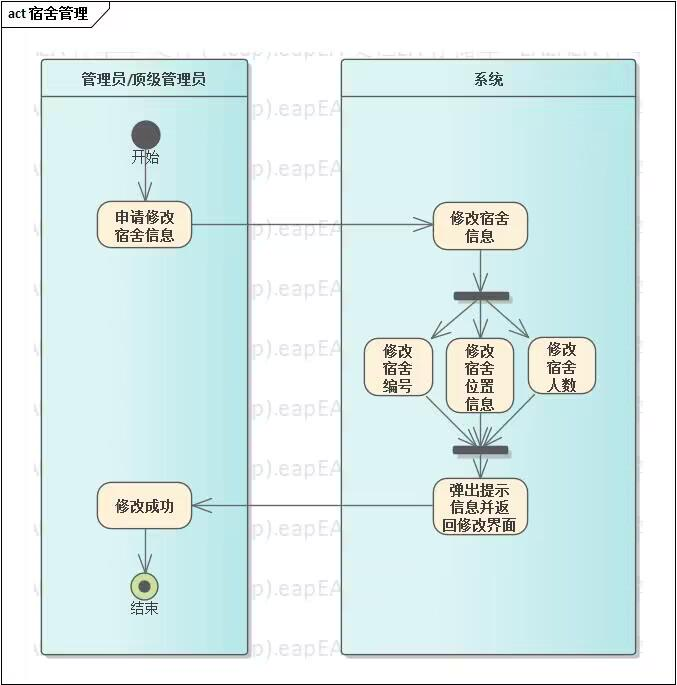 act 宿舍管理
管理员/顶级管理员
系统
开始
申请修改
宿舍信息
修改宿舍
信息
修改
宿舍
编号
修改
宿舍
位置
信息
修改
宿舍
人数
弹出提示
信息并返
回修改界面
修改成功
结束